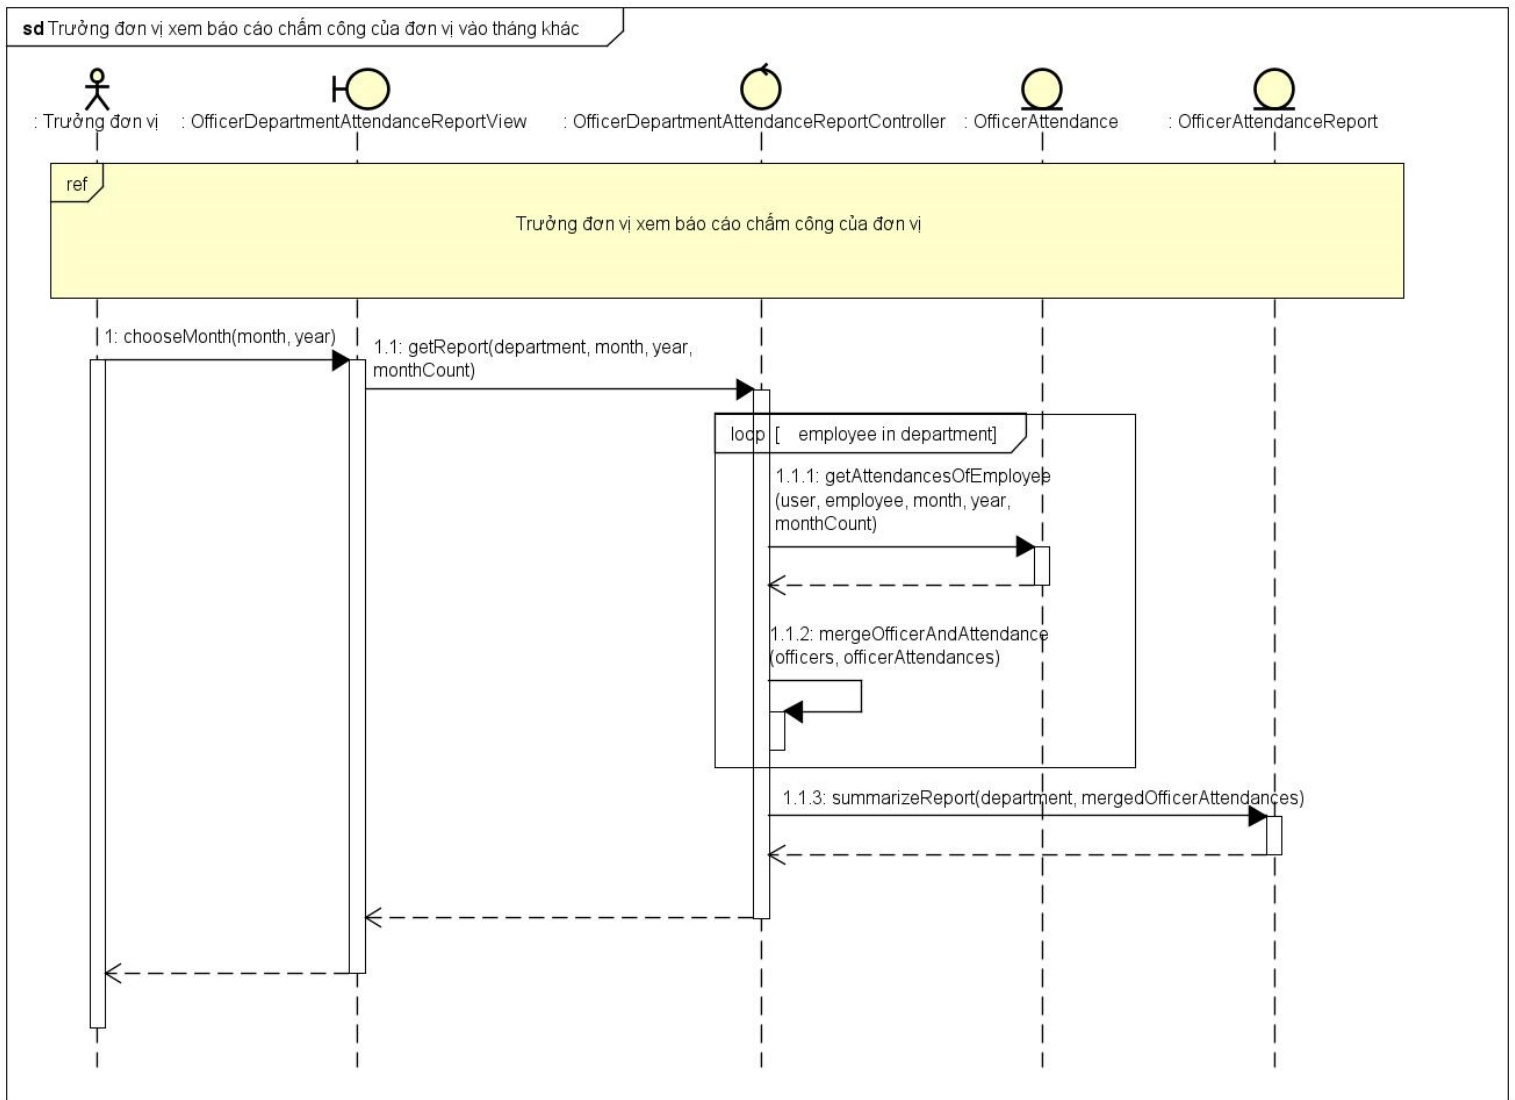 sd Trưởng đơn vị xem báo cáo chấm công của đơn vị vào tháng khác
: Trưởng đơn vị
: OfficerDepartmentAttendanceReportView
: OfficerDepartmentAttendanceReportController
: OfficerAttendance
: OfficerAttendanceReport
ref
Trưởng đơn vị xem báo cáo chấm công của đơn vị
1: chooseMonth(month, year)
1.1: getReport(department, month, year,
monthCount)
loop [ employee in department]
1.1.1: getAttendancesOfEmployee
(user, employee, month, year,
monthCount)
1.1.2: mergeOfficerAndAttendance
(officers, officerAttendances)
1.1.3: summarizeReport(department, mergedOfficerAttendances)